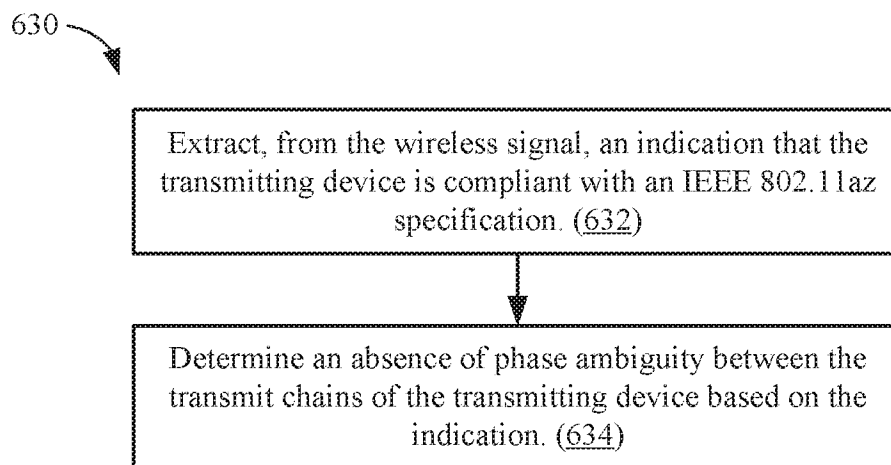 630
Extract, from the wireless signal, an indication that the
transmitting device is compliant with an IEEE 802.11az
specification. (632)
Determine an absence of phase ambiguity between the
transmit chains of the transmitting device based on the
indication. (634)